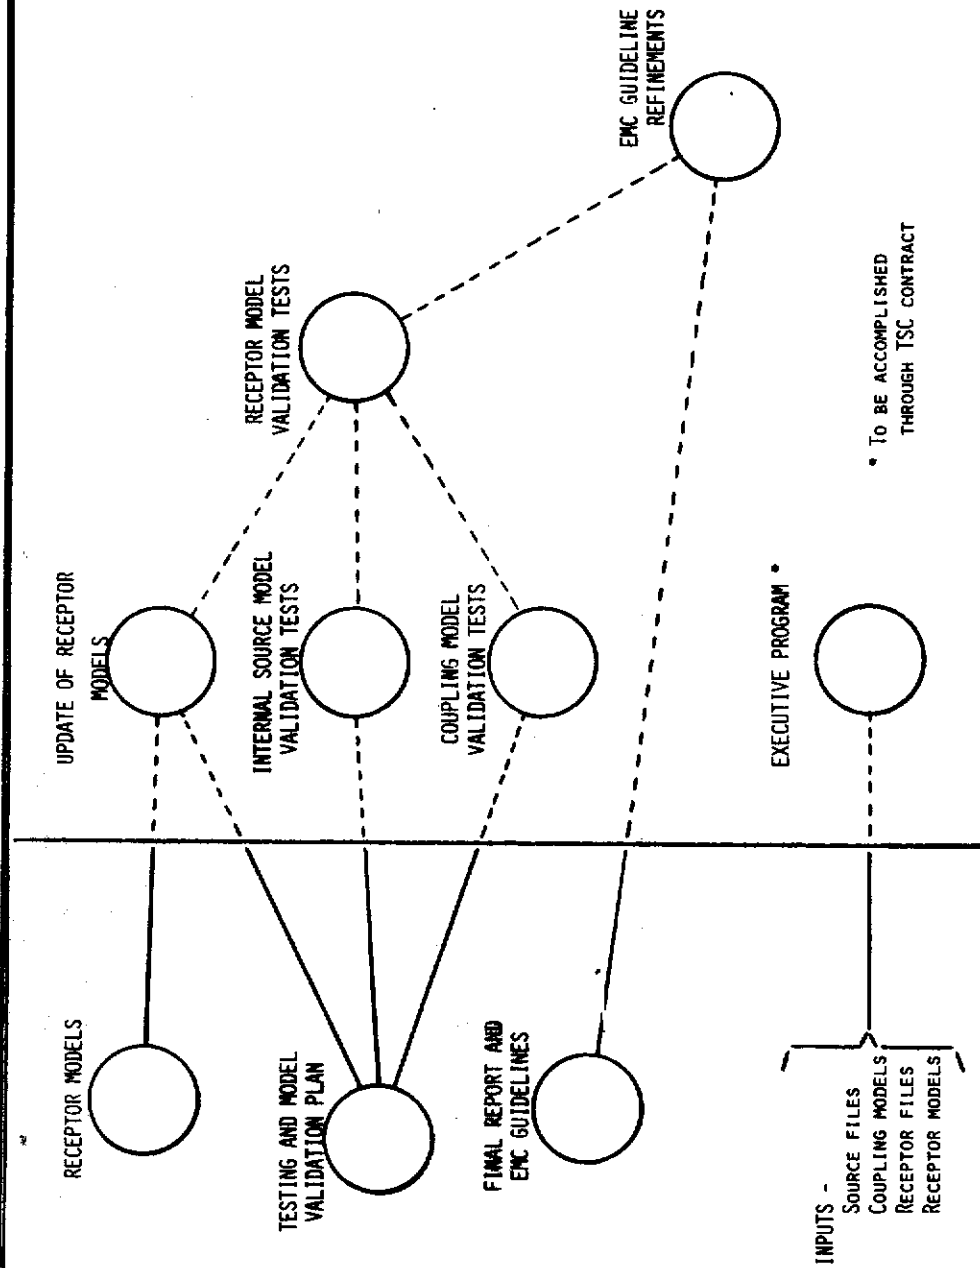 RECEPTOR MODELS
UPDATE OF RECEPTOR
MODELS
TESTING AND MODEL
VALIDATION PLAN
INTERNAL SOURCE MODEL
VALIDATION TESTS
RECEPTOR MODEL
VALIDATION TESTS
COUPLING MODEL
VALIDATION TESTS
FINAL REPORT AND
EMC GUIDELINES
EMC GUIDELINE
REFINEMENTS
INPUTS -
SOURCE FILES
COUPLING MODELS
RECEPTOR FILES
RECEPTOR MODELS
EXECUTIVE PROGRAM *
* TO BE ACCOMPLISHED
THROUGH TSC CONTRACT